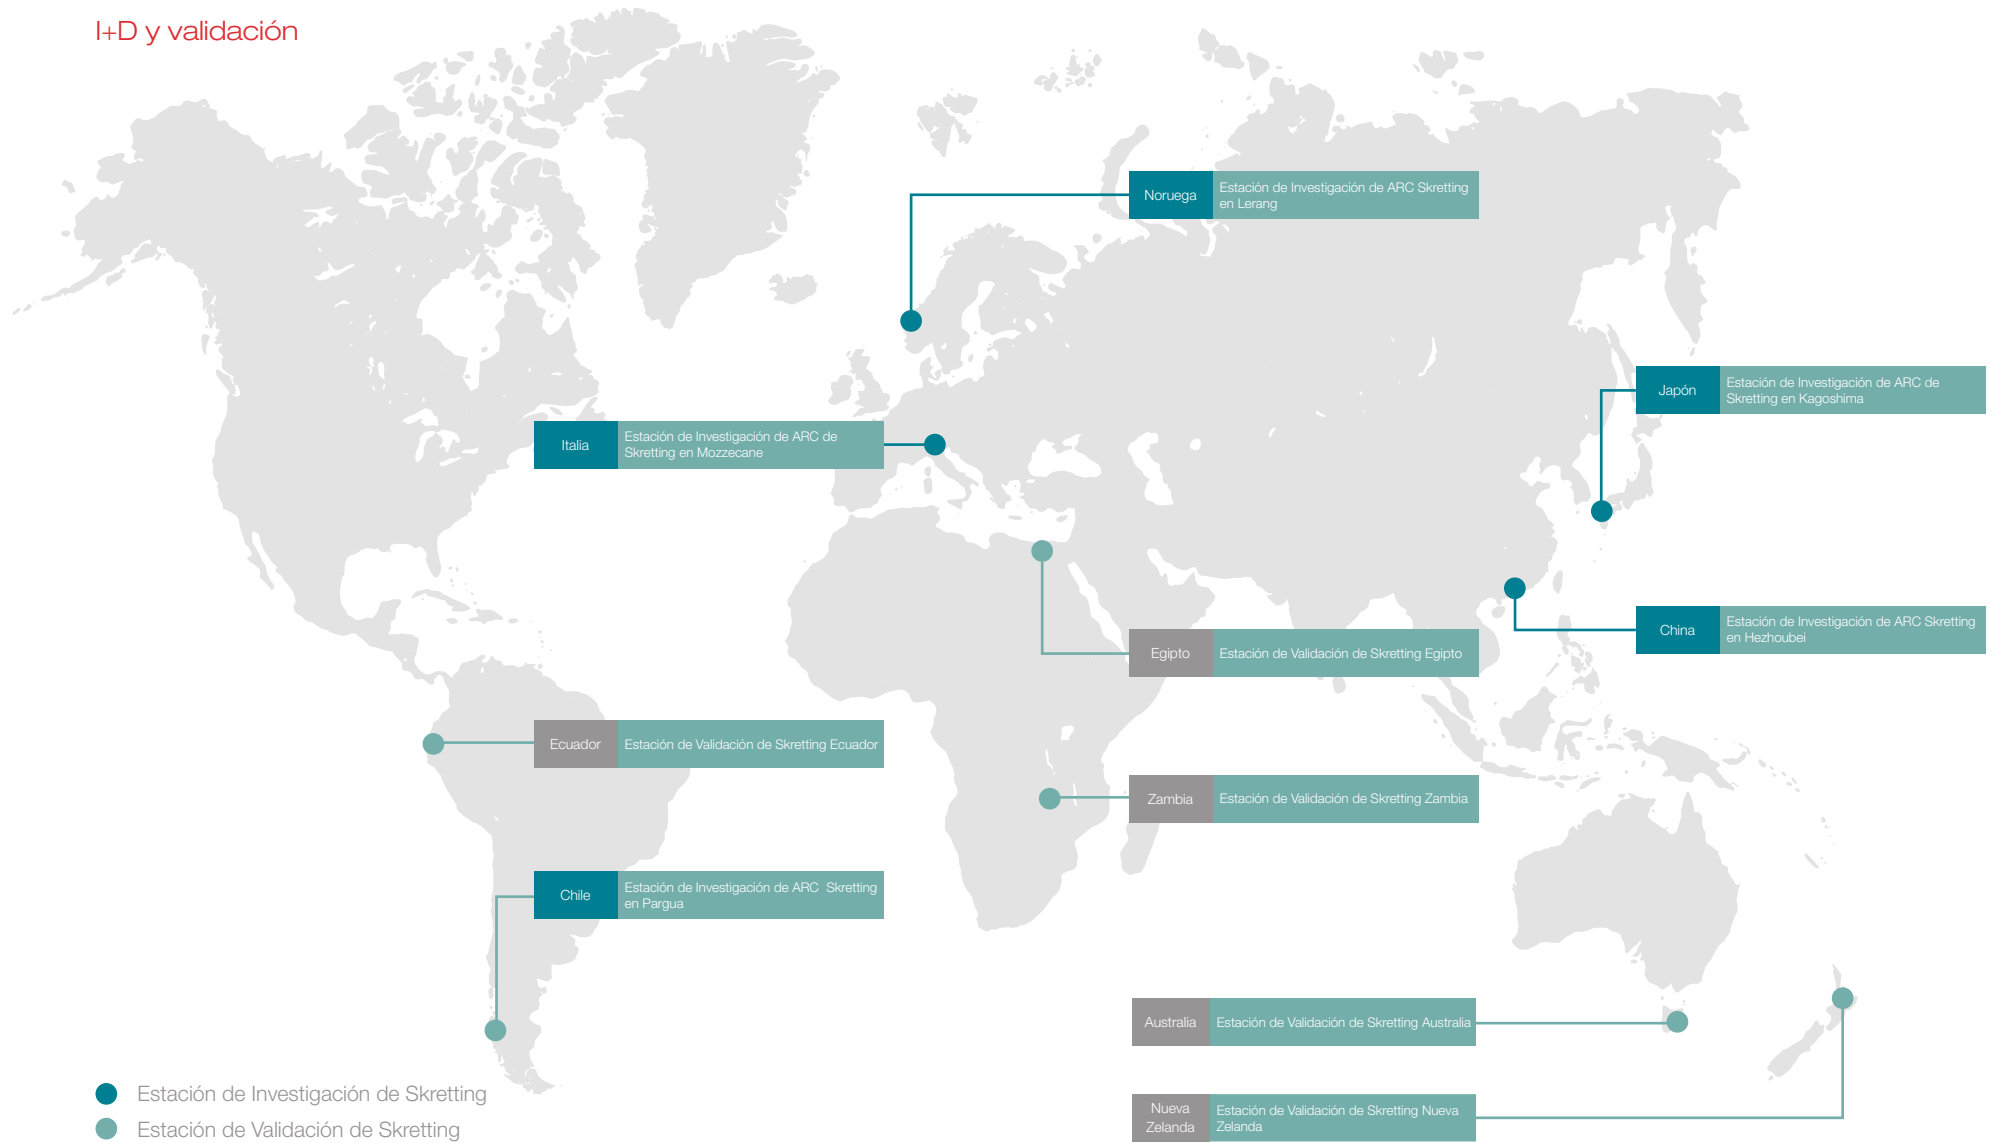 I+D y validación
Noruega
Estación de Investigación de ARC Skretting
en Lerang
Japón
Estación de Investigación de ARC de
Skretting en Kagoshima
Italia
Estación de Investigación de ARC de
Skretting en Mozzecane
China
Estación de Investigación de ARC Skretting
en Hezhoubei
Egipto
Estación de Validación de Skretting Egipto
Ecuador
Estación de Validación de Skretting Ecuador
Zambia
Estación de Validación de Skretting Zambia
Chile
Estación de Investigación de ARC  Skretting
en Pargua
Australia
Estación de Validación de Skretting Australia
Nueva
Zelanda
Estación de Validación de Skretting Nueva
Zelanda
Estación de Investigación de Skretting
Estación de Validación de Skretting